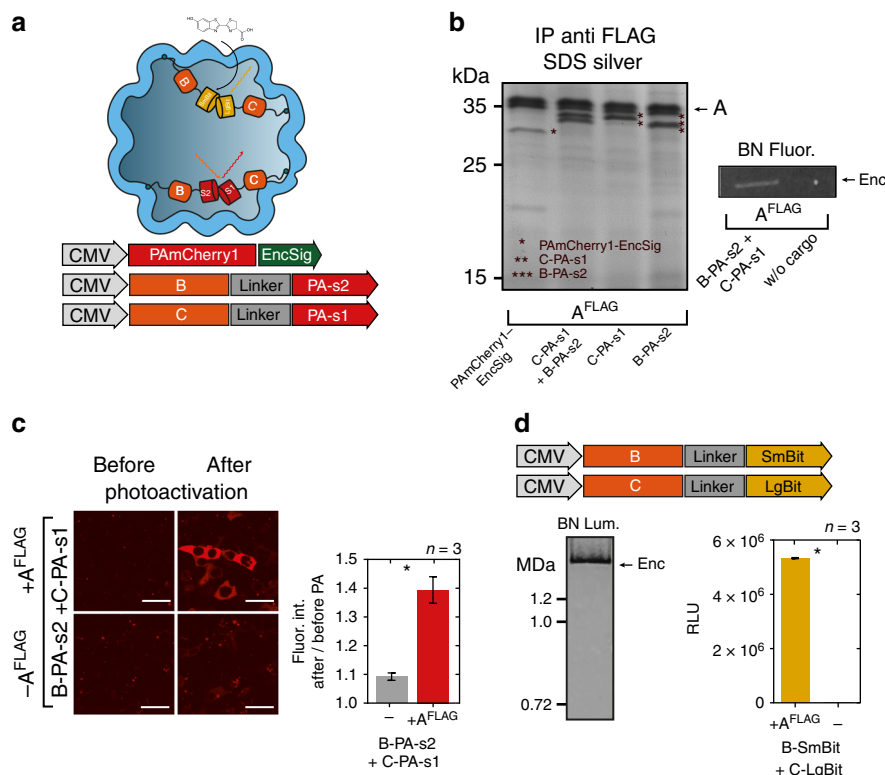 a
HO
S
N
S
N
O
OH
B
SmBit
LgBit
C
B
S2
S1
C
CMV
PAmCherry1
EncSig
CMV
B
Linker
PA-s2
CMV
C
Linker
PA-s1
b
IP anti FLAG
SDS silver
kDa
35
25
15
← A
*
**
***
* PAmCherry1-EncSig
** C-PA-s1
*** B-PA-s2
A^FLAG
PAmCherry1–
EncSig
C-PA-s1
+ B-PA-s2
C-PA-s1
B-PA-s2
BN Fluor.
← Enc
A^FLAG
B-PA-s2 +
C-PA-s1
w/o cargo
c
Before After
photoactivation
+A^FLAG
–A^FLAG
B-PA-s2
+C-PA-s1
n = 3
*
Fluor. int.
after / before PA
1.5
1.4
1.3
1.2
1.1
1.0
– +A^FLAG
B-PA-s2
+ C-PA-s1
d
CMV
B
Linker
SmBit
CMV
C
Linker
LgBit
BN Lum.
MDa
← Enc
1.2
1.0
0.72
n = 3
*
RLU
6 × 10^6
4 × 10^6
2 × 10^6
0
+A^FLAG –
B-SmBit
+ C-LgBit